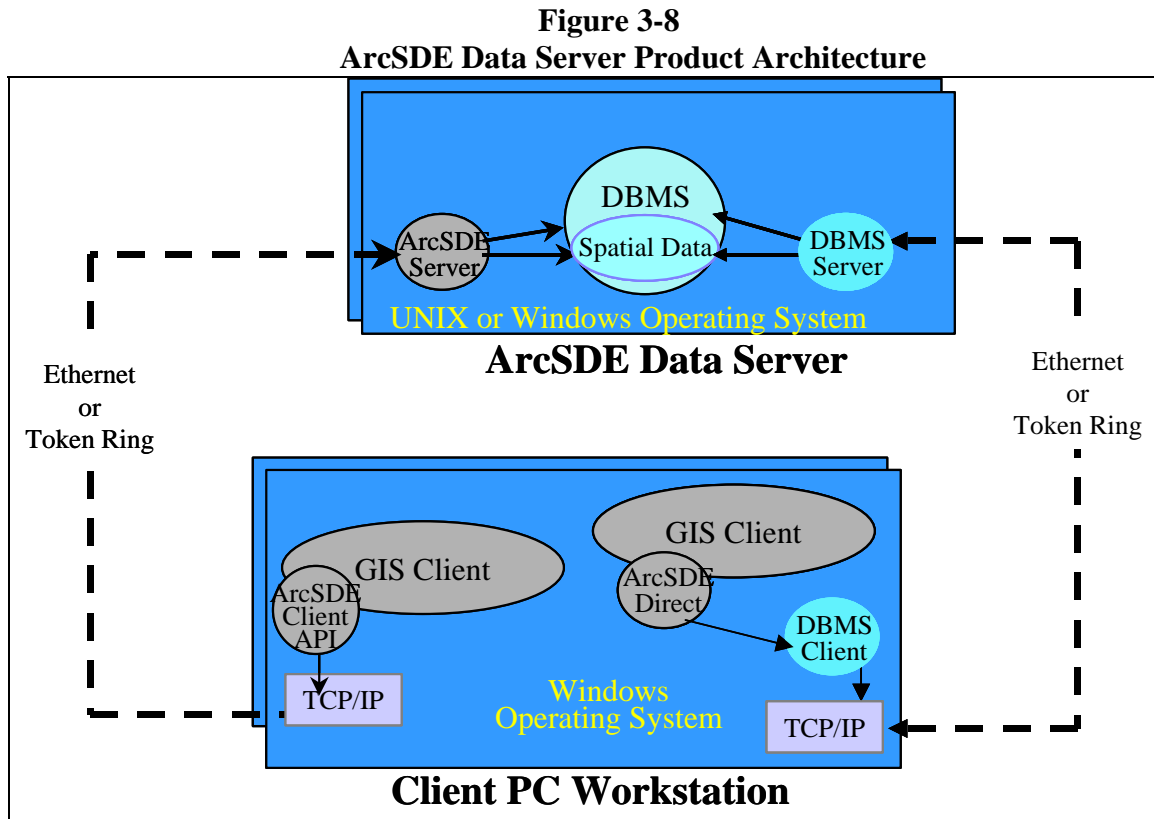 Figure 3-8
ArcSDE Data Server Product Architecture
DBMS
Spatial Data
ArcSDE
Server
DBMS
Server
UNIX or Windows Operating System
ArcSDE Data Server
Ethernet
or
Token Ring
Ethernet
or
Token Ring
GIS Client
ArcSDE
Client
API
TCP/IP
GIS Client
ArcSDE
Direct
DBMS
Client
TCP/IP
Windows
Operating System
Client PC Workstation